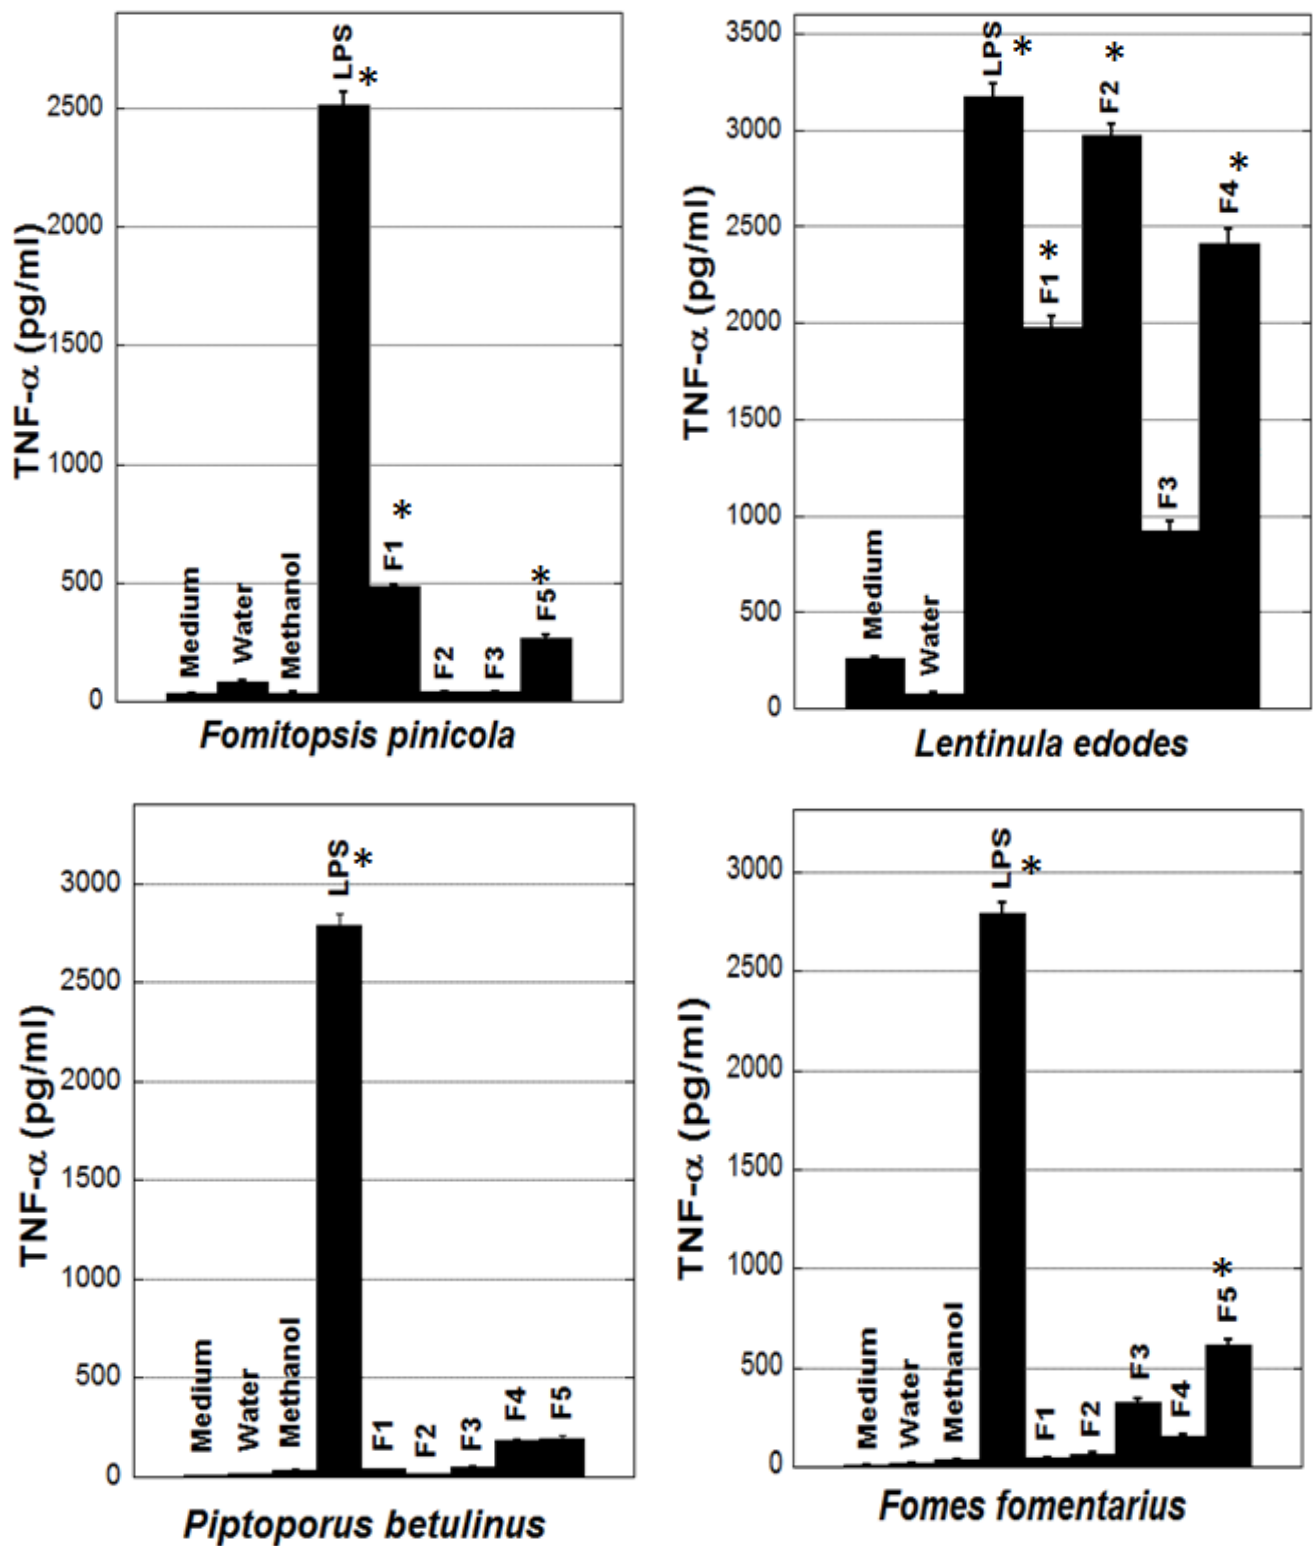 TNF-α (pg/ml)
2500
2000
1500
1000
500
0
Medium
Water
Methanol
LPS
*
F1
*
F2
F3
F5
*
Fomitopsis pinicola
TNF-α (pg/ml)
3500
3000
2500
2000
1500
1000
500
0
Medium
Water
LPS
*
F1
*
F2
*
F3
F4
*
Lentinula edodes
TNF-α (pg/ml)
3000
2500
2000
1500
1000
500
0
Medium
Water
Methanol
LPS
*
F1
F2
F3
F4
F5
Piptoporus betulinus
TNF-α (pg/ml)
3000
2500
2000
1500
1000
500
0
Medium
Water
Methanol
LPS
*
F1
F2
F3
F4
F5
*
Fomes fomentarius